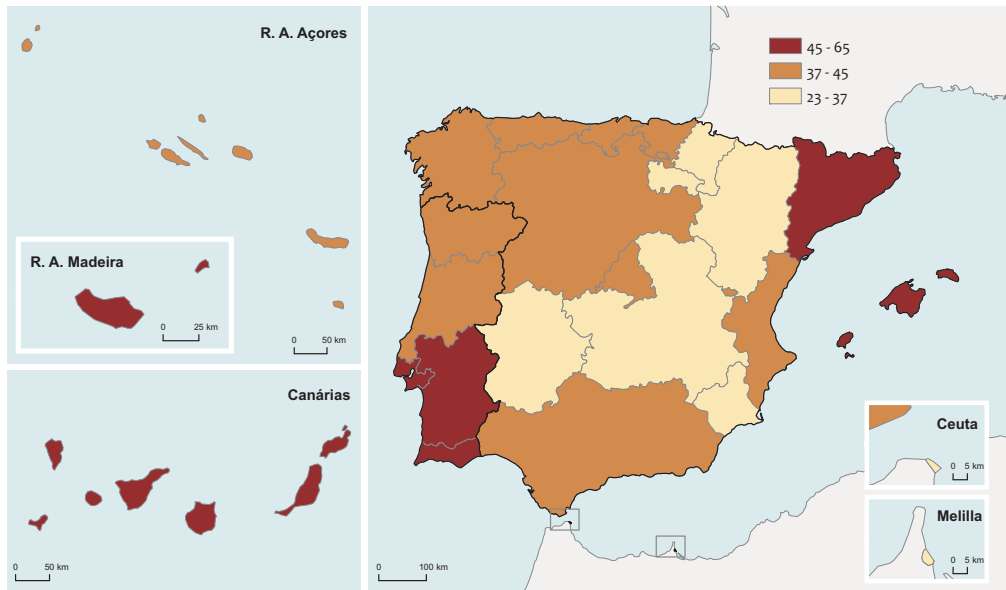 R. A. Açores
R. A. Madeira
0 25 km
0 50 km
Canárias
0 50 km
45 - 65
37 - 45
23 - 37
0 100 km
Ceuta
0 5 km
Melilla
0 5 km